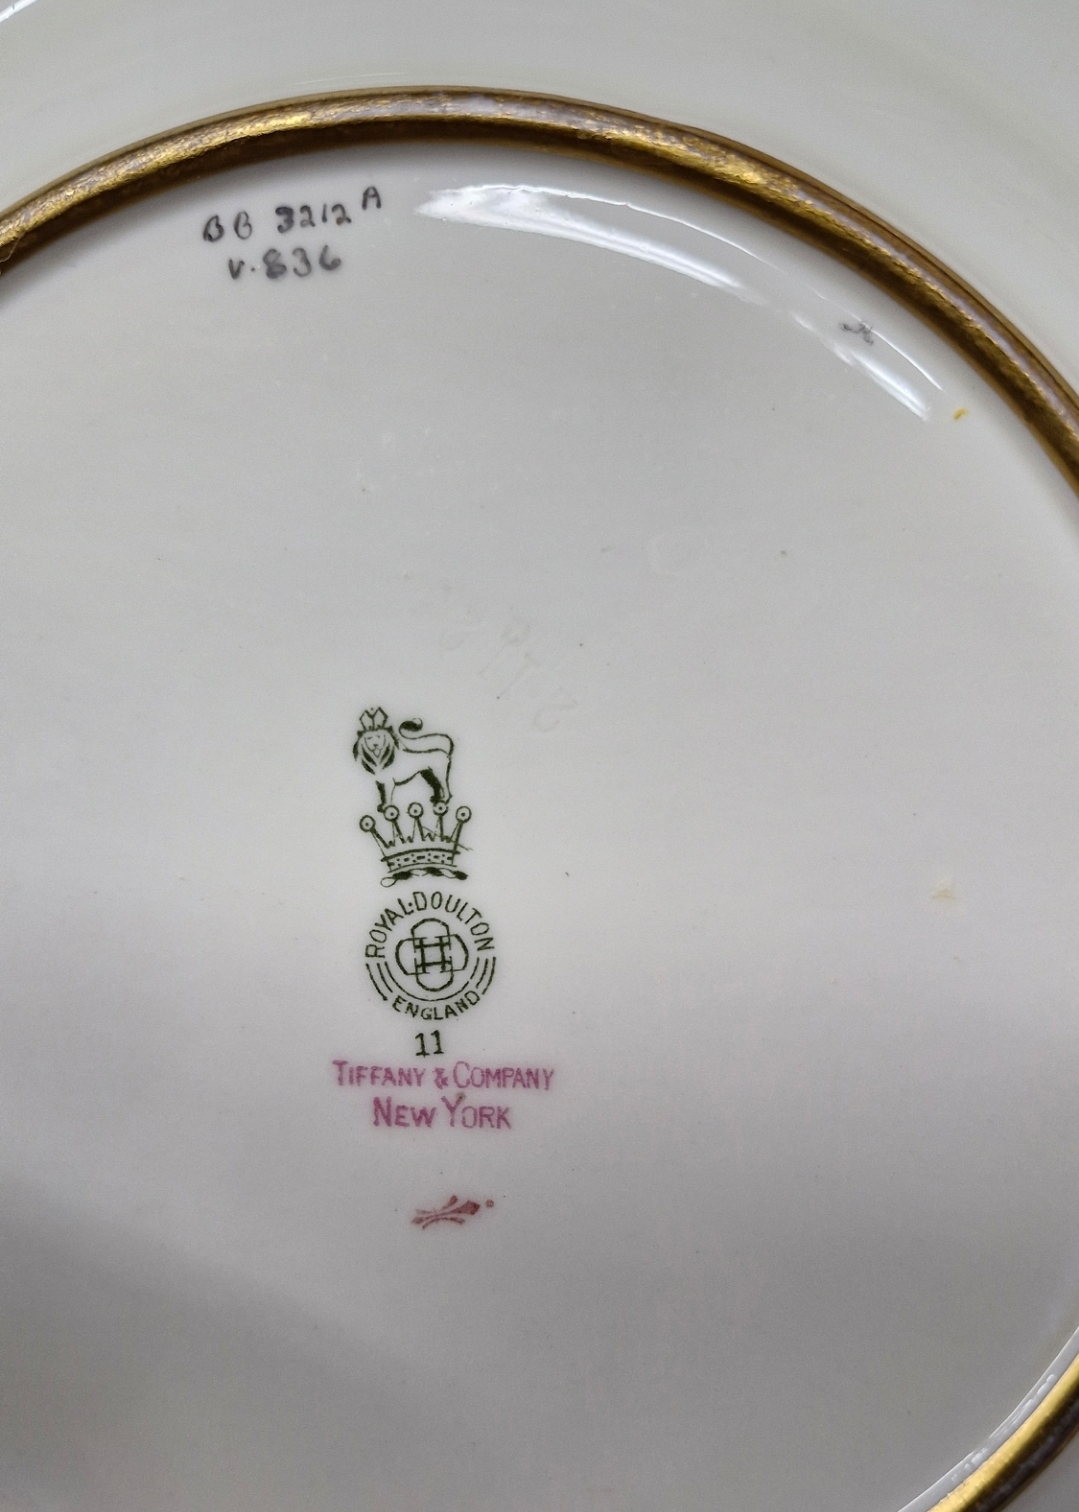 BB 3212 A
v.836
ROYAL·DOULTON
ENGLAND
11
TIFFANY & COMPANY
NEW YORK